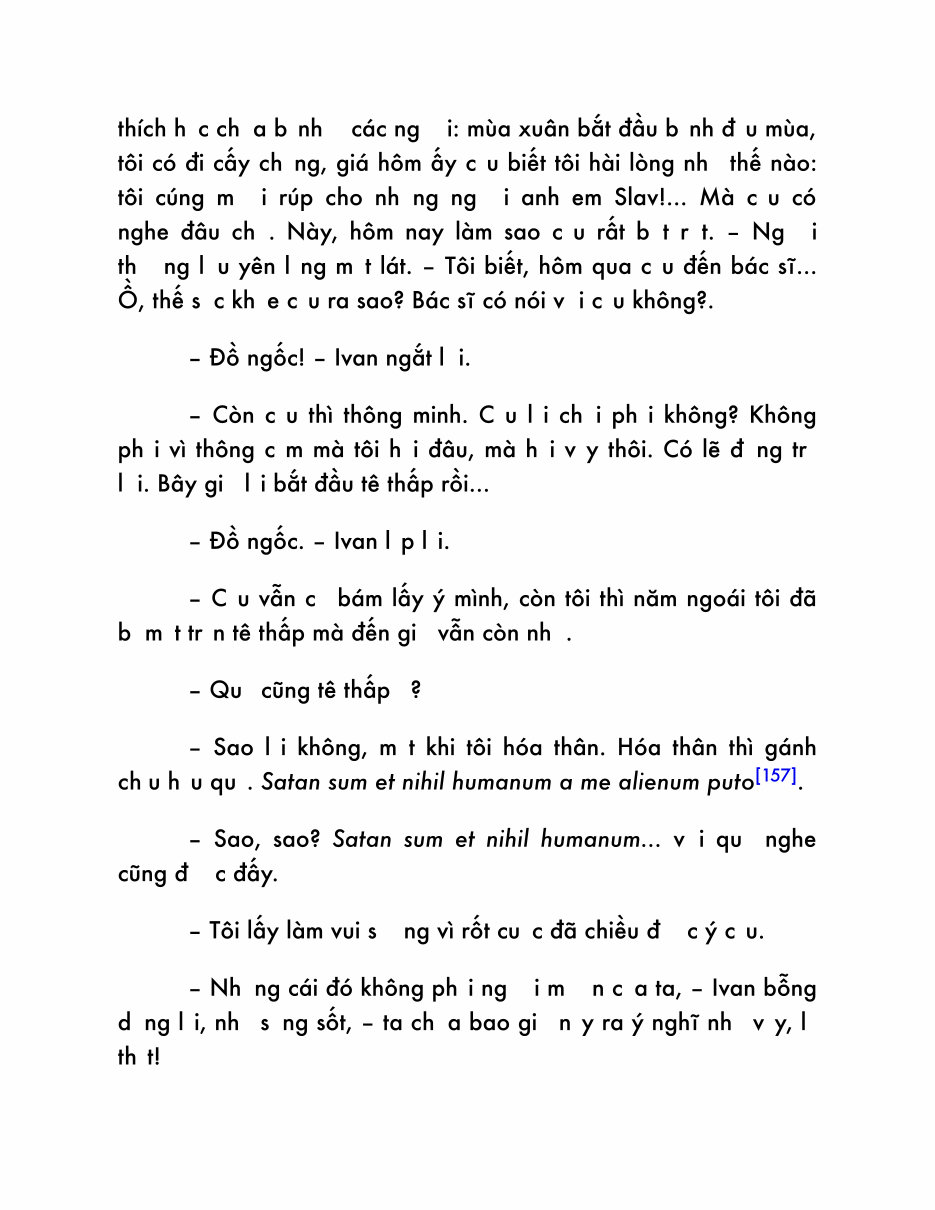 thích h c ch a b nh   các ng   i: mùa xuân bắt đầu b nh đ u mùa,
tôi có đi cấy ch ng, giá hôm ấy c u biết tôi hài lòng nh   thế nào:
tôi cúng m   i rúp cho nh ng ng   i anh em Slav!... Mà c u có
nghe đâu ch . Này, hôm nay làm sao c u rất b t r t. – Ng   i
th   ng l u yên l ng m t lát. – Tôi biết, hôm qua c u đến bác sĩ...
Ồ, thế s c kh e c u ra sao? Bác sĩ có nói v i c u không?.
– Đồ ngốc! – Ivan ngắt l i.
– Còn c u thì thông minh. C u l i ch i ph i không? Không
ph i vì thông c m mà tôi h i đâu, mà h i v y thôi. Có lẽ đ ng tr
l i. Bây gi   l i bắt đầu tê thấp rồi...
– Đồ ngốc. – Ivan l p l i.
– C u vẫn c   bám lấy ý mình, còn tôi thì năm ngoái tôi đã
b m t tr n tê thấp mà đến gi   vẫn còn nh .
– Qu   cũng tê thấp   ?
– Sao l i không, m t khi tôi hóa thân. Hóa thân thì gánh
ch u h u qu . Satan sum et nihil humanum a me alienum puto[157].
– Sao, sao? Satan sum et nihil humanum... v i qu   nghe
cũng đ   c đấy.
– Tôi lấy làm vui s   ng vì rốt cu c đã chiều đ   c ý c u.
– Nh ng cái đó không ph i ng   i m   n c a ta, – Ivan bỗng
d ng l i, nh   s ng sốt, – ta ch a bao gi   n y ra ý nghĩ nh   v y, l
th t!